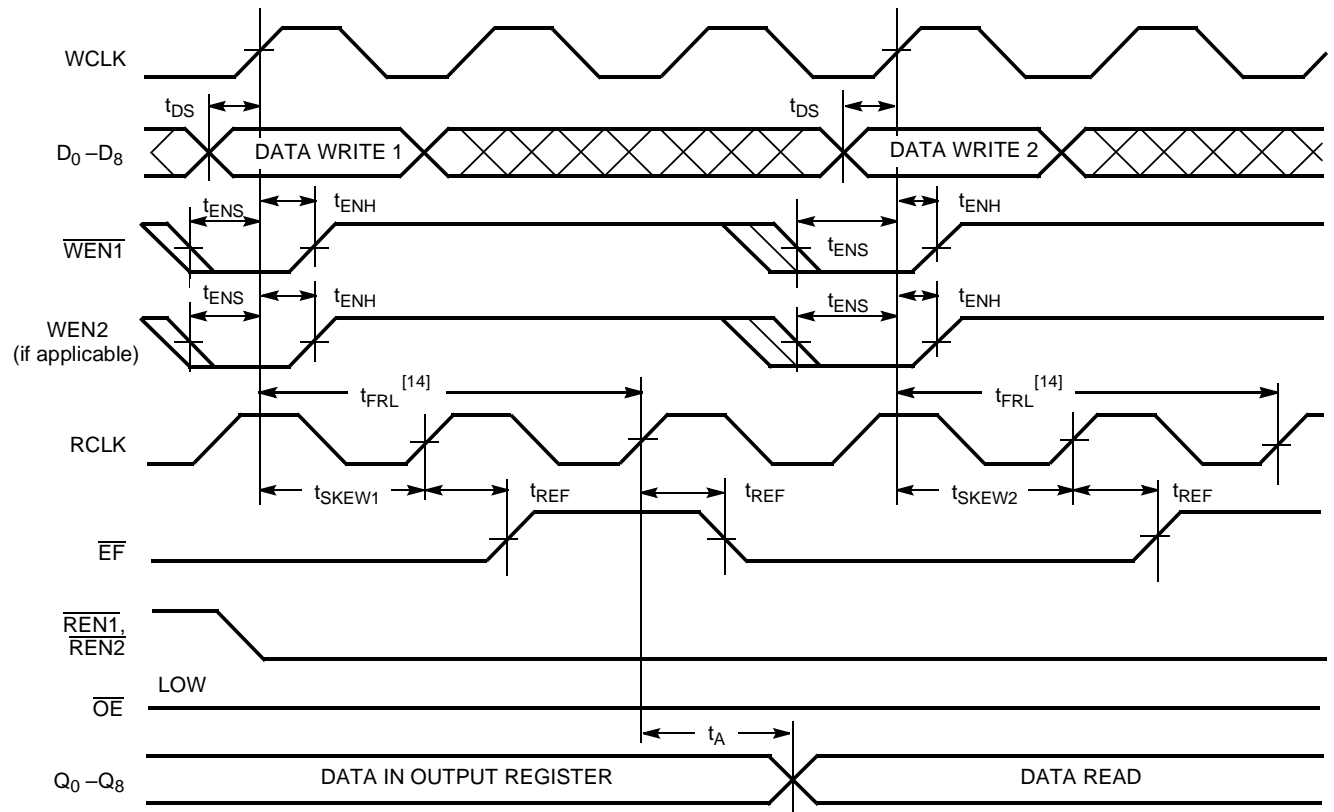 WCLK
tDS tDS
D0 –D8 DATA WRITE 1 DATA WRITE 2
tENS tENH tENH
WEN1 tENS
tENS tENH tENS tENH
WEN2
(if applicable)
tFRL [14] tFRL [14]
RCLK
tSKEW1 tREF tREF tSKEW2 tREF
EF
REN1,
REN2
LOW
OE
tA
Q0 –Q8 DATA IN OUTPUT REGISTER DATA READ